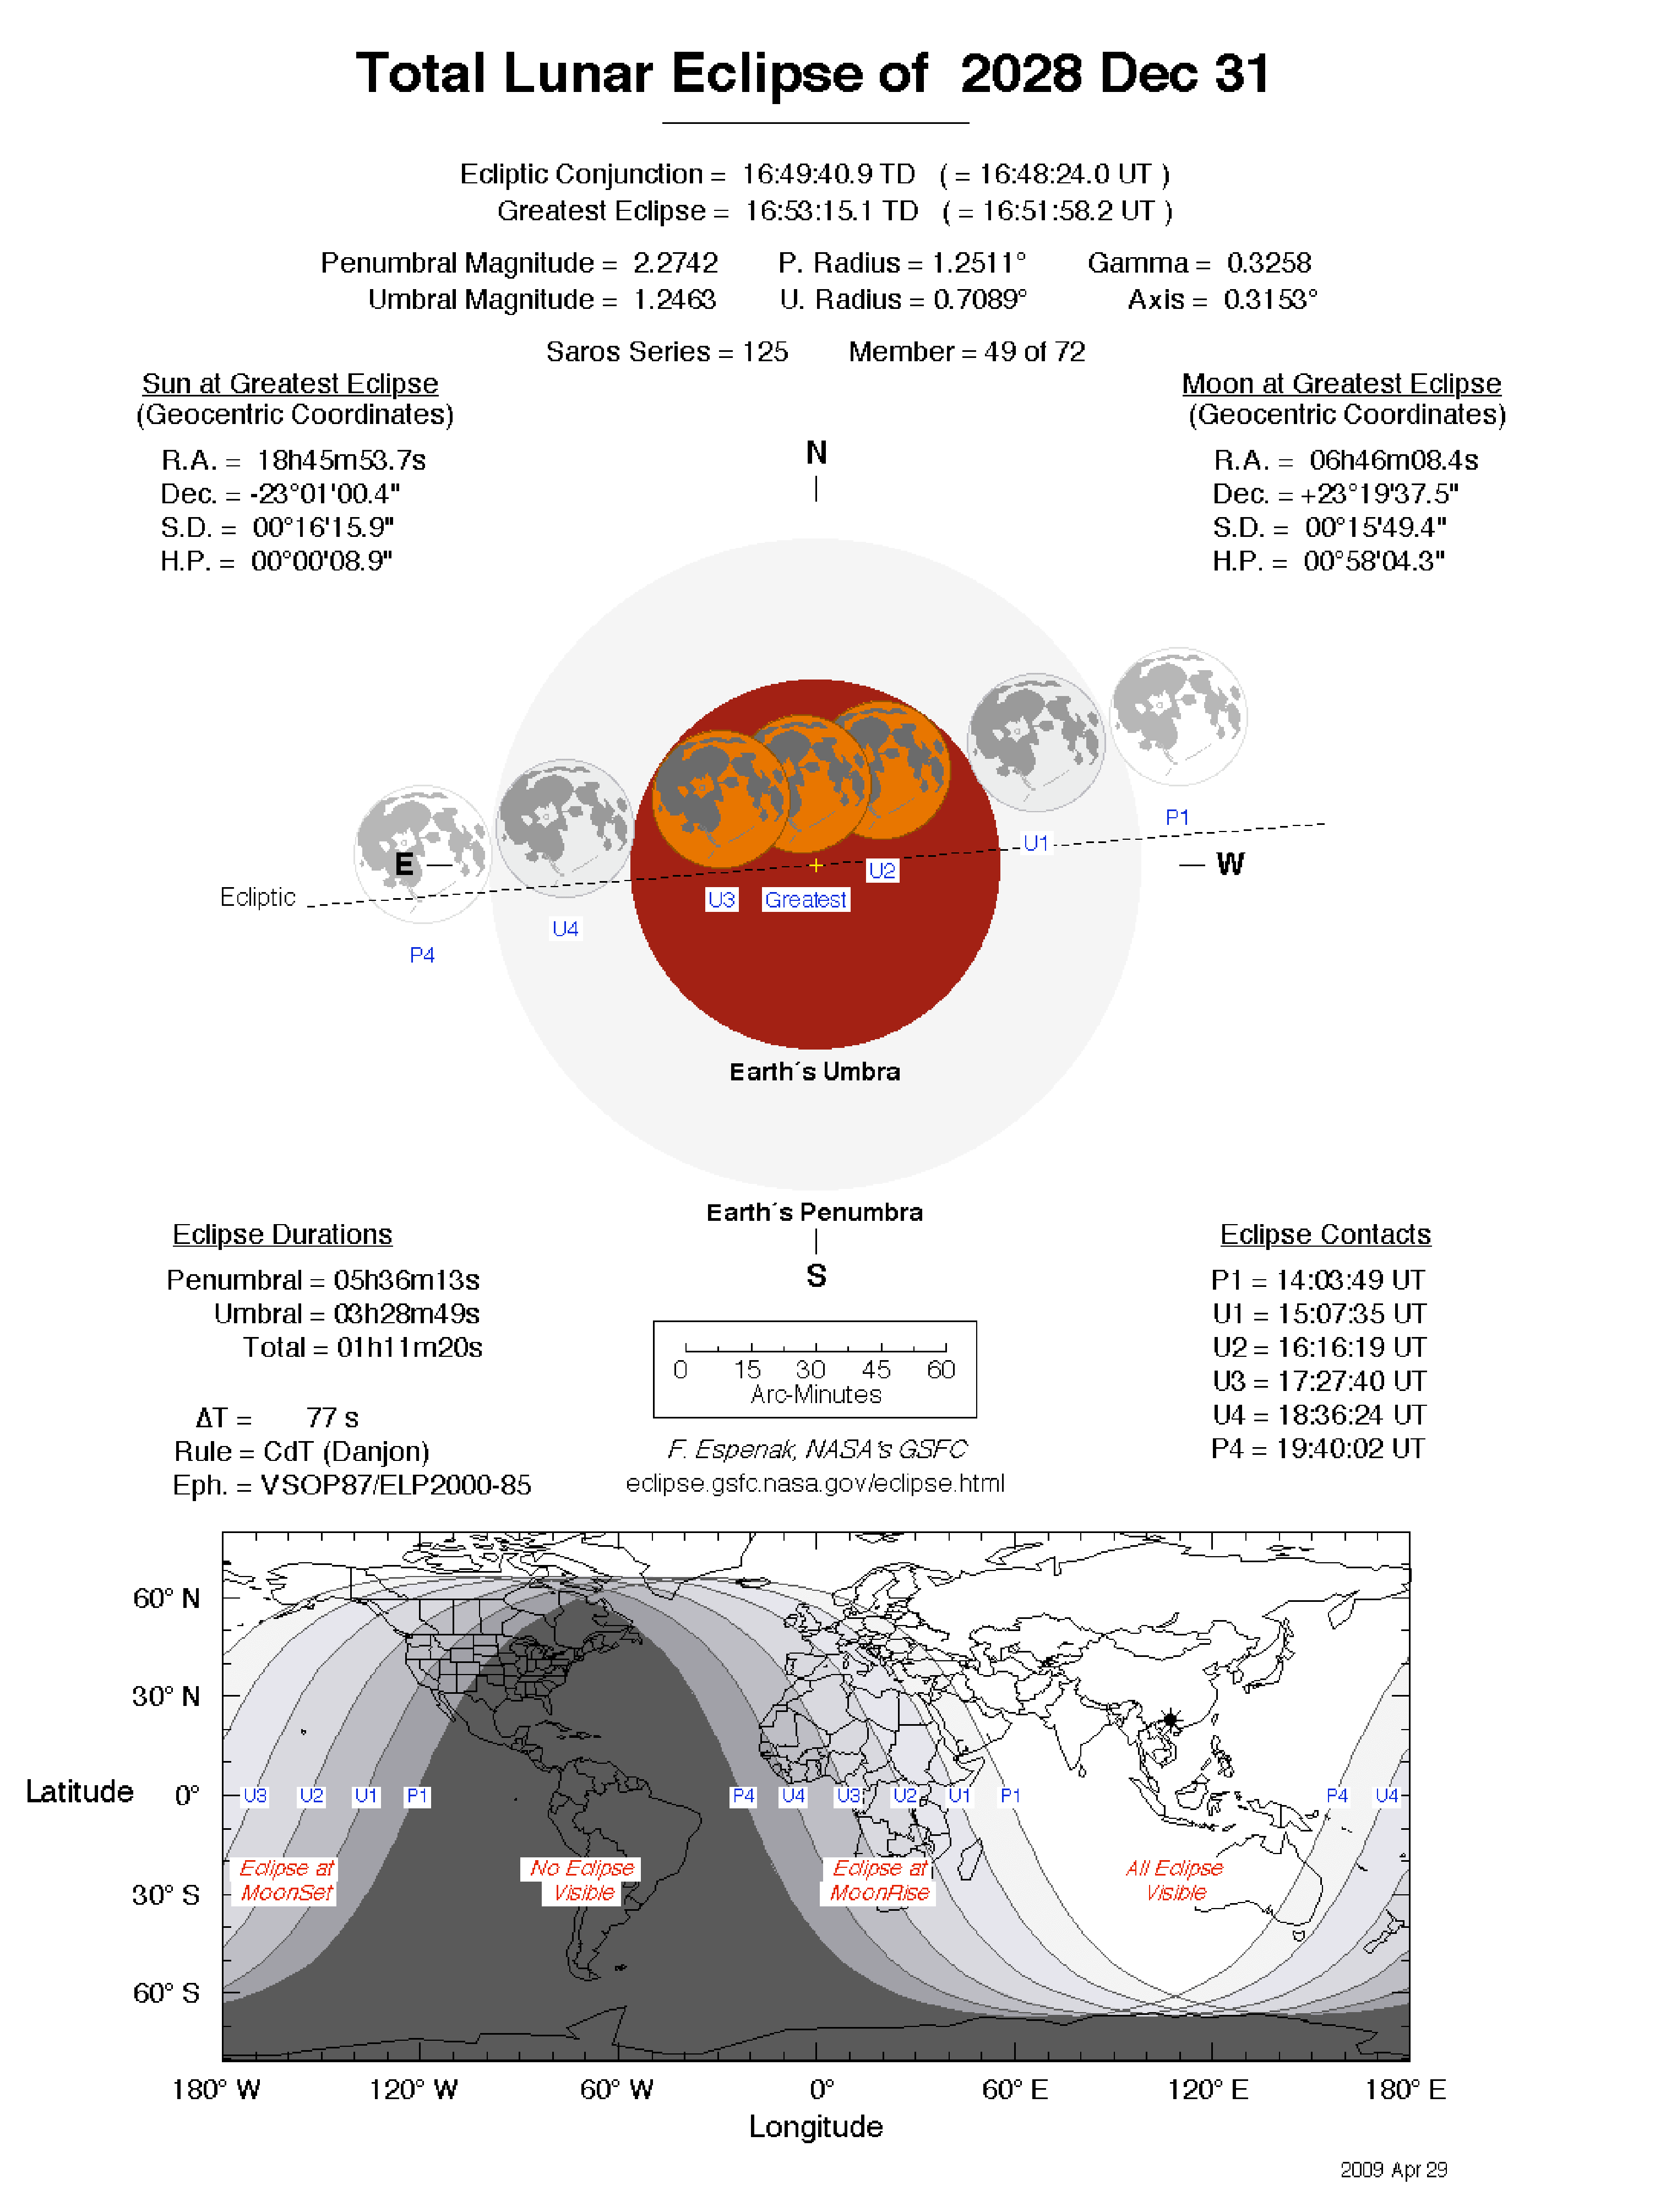 Total Lunar Eclipse of 2028 Dec 31
Ecliptic Conjunction = 16:49:40.9 TD ( = 16:48:24.0 UT )
Greatest Eclipse = 16:53:15.1 TD ( = 16:51:58.2 UT )
Penumbral Magnitude = 2.2742 P. Radius = 1.2511° Gamma = 0.3258
Umbral Magnitude = 1.2463 U. Radius = 0.7089° Axis = 0.3153°
Saros Series = 125 Member = 49 of 72
Sun at Greatest Eclipse
(Geocentric Coordinates)
R.A. = 18h45m53.7s
Dec. = -23°01'00.4"
S.D. = 00°16'15.9"
H.P. = 00°00'08.9"
Moon at Greatest Eclipse
(Geocentric Coordinates)
R.A. = 06h46m08.4s
Dec. = +23°19'37.5"
S.D. = 00°15'49.4"
H.P. = 00°58'04.3"
N
P1
U1
E
W
U2
Ecliptic
U3
Greatest
U4
P4
Earth´s Umbra
Earth´s Penumbra
S
Eclipse Durations
Penumbral = 05h36m13s
Umbral = 03h28m49s
Total = 01h11m20s
ΔT = 77 s
Rule = CdT (Danjon)
Eph. = VSOP87/ELP2000-85
0 15 30 45 60
Arc-Minutes
F. Espenak, NASA's GSFC
eclipse.gsfc.nasa.gov/eclipse.html
Eclipse Contacts
P1 = 14:03:49 UT
U1 = 15:07:35 UT
U2 = 16:16:19 UT
U3 = 17:27:40 UT
U4 = 18:36:24 UT
P4 = 19:40:02 UT
60° N
30° N
Latitude 0°
30° S
60° S
U3 U2 U1 P1 P4 U4 U3 U2 U1 P1 P4 U4
Eclipse at
MoonSet
No Eclipse
Visible
Eclipse at
MoonRise
All Eclipse
Visible
180° W 120° W 60° W 0° 60° E 120° E 180° E
Longitude
2009 Apr 29